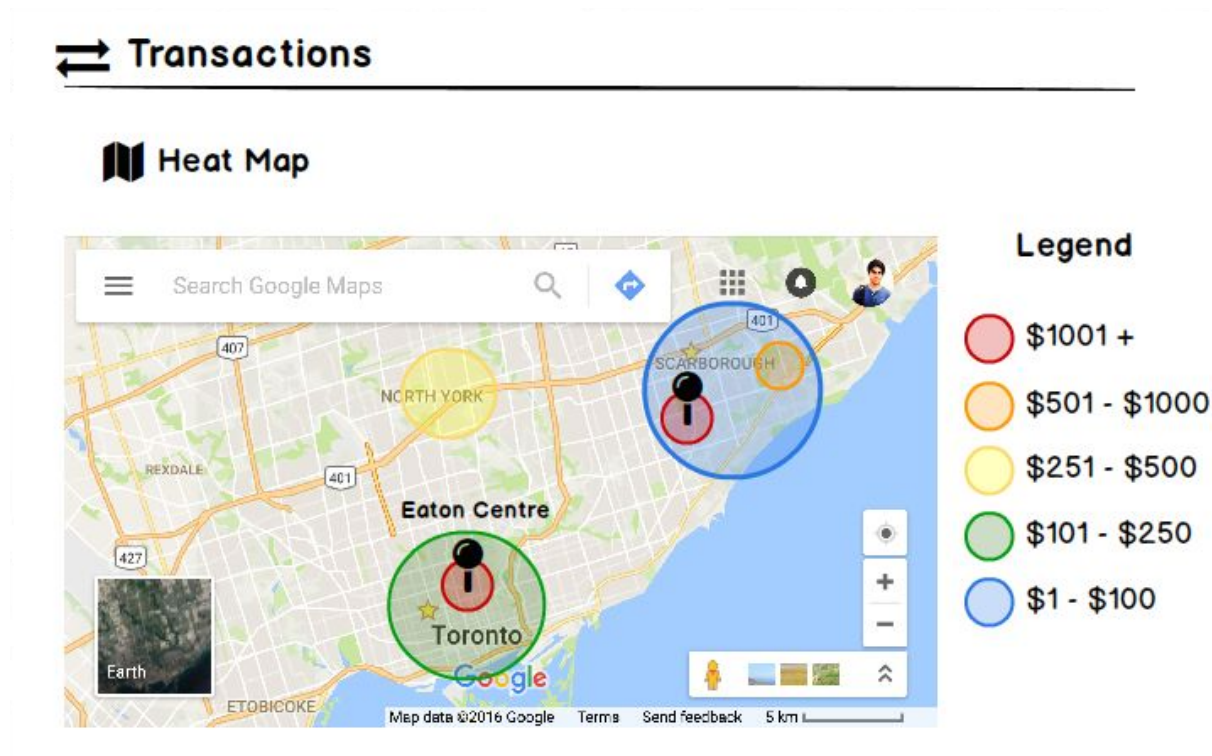 Transactions
Heat Map
Legend
Search Google Maps
401
407
$1001 +
SCARBOROUGH
NORTH YORK
$501 - $1000
REXDALE
401
$251 - $500
Eaton Centre
427
$101 - $250
$1 - $100
Toronto
Earth
Google
ETOBICOKE
Map data ©2016 Google Terms Send feedback 5 km